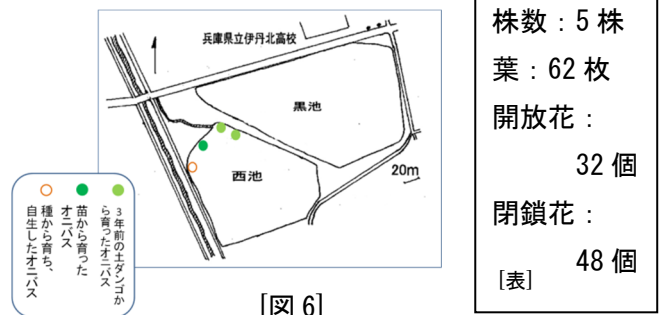 兵庫県立伊丹北高校
黒池
西池
20m
3年前の土ダンゴか
ら育ったオニバス
苗から育った
オニバス
種から育ち、
自生したオニバス
[図 6]
株数：5 株
葉：62 枚
開放花：
32 個
閉鎖花：
48 個
[表]